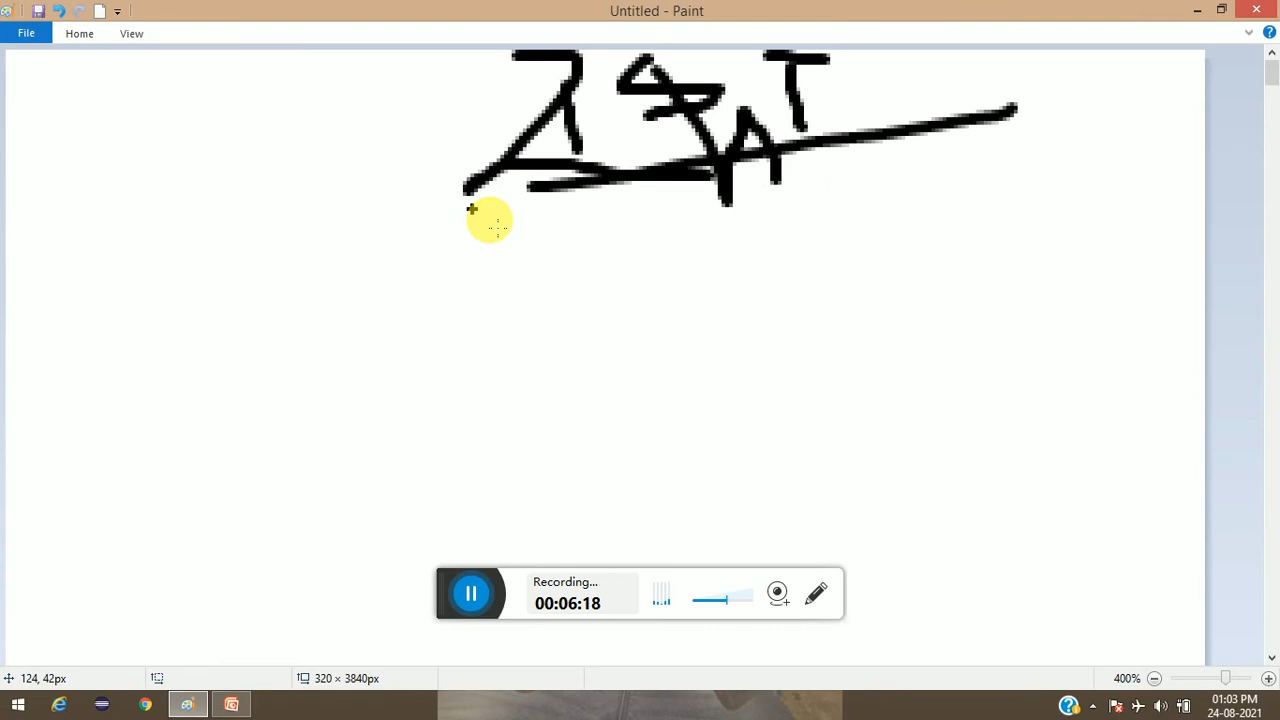 Untitled - Paint
File Home View
Recording...
00:06:18
124, 42px
320 × 3840px
400%
01:03 PM
24-08-2021